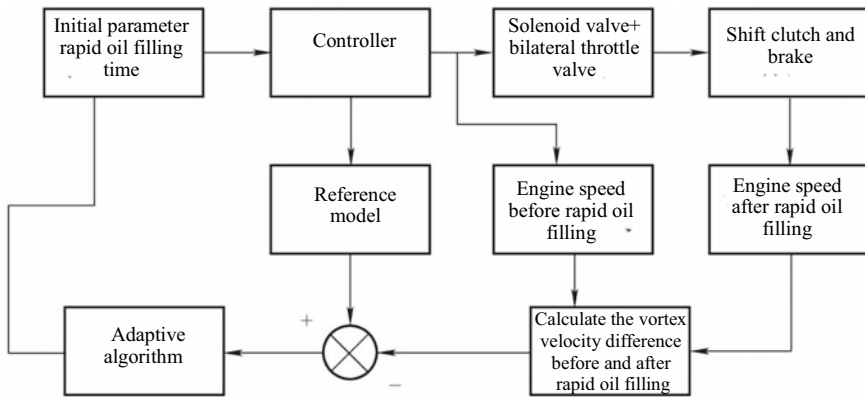 Initial parameter
rapid oil filling
time
Controller
Solenoid valve+
bilateral throttle
valve
Shift clutch and
brake
Reference
model
Engine speed
before rapid oil
filling
Engine speed
after rapid oil
filling
Adaptive
algorithm
+
−
Calculate the vortex
velocity difference
before and after
rapid oil filling